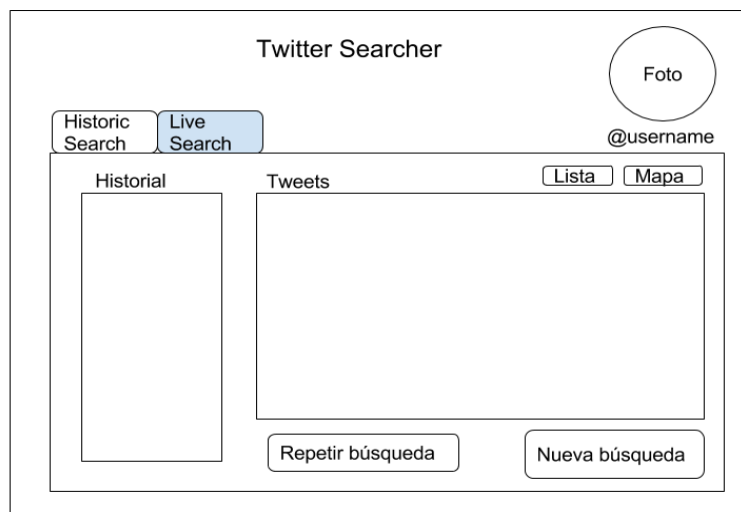 Twitter Searcher
Foto
@username
Historic
Search
Live
Search
Historial
Tweets
Lista
Mapa
Repetir búsqueda
Nueva búsqueda